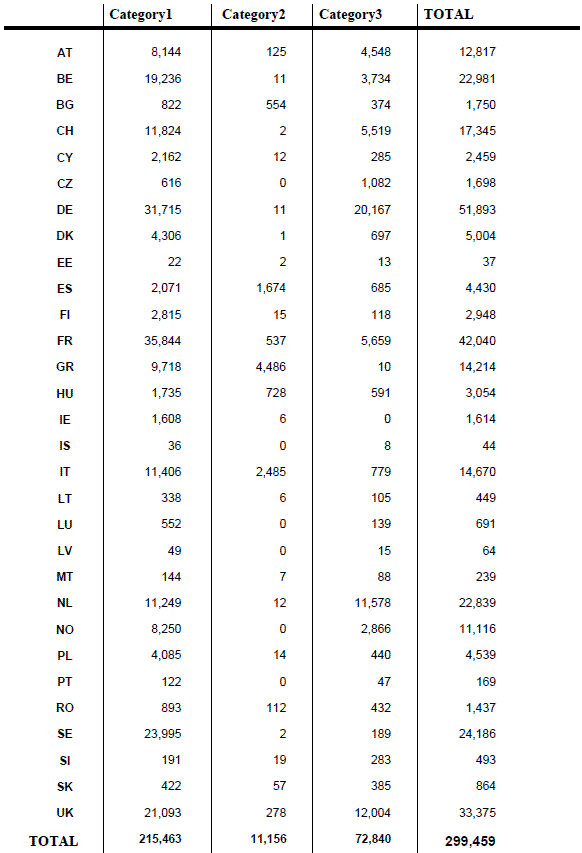 Category1 Category2 Category3 TOTAL
AT 8,144 125 4,548 12,817
BE 19,236 11 3,734 22,981
BG 822 554 374 1,750
CH 11,824 2 5,519 17,345
CY 2,162 12 285 2,459
CZ 616 0 1,082 1,698
DE 31,715 11 20,167 51,893
DK 4,306 1 697 5,004
EE 22 2 13 37
ES 2,071 1,674 685 4,430
FI 2,815 15 118 2,948
FR 35,844 537 5,659 42,040
GR 9,718 4,486 10 14,214
HU 1,735 728 591 3,054
IE 1,608 6 0 1,614
IS 36 0 8 44
IT 11,406 2,485 779 14,670
LT 338 6 105 449
LU 552 0 139 691
LV 49 0 15 64
MT 144 7 88 239
NL 11,249 12 11,578 22,839
NO 8,250 0 2,866 11,116
PL 4,085 14 440 4,539
PT 122 0 47 169
RO 893 112 432 1,437
SE 23,995 2 189 24,186
SI 191 19 283 493
SK 422 57 385 864
UK 21,093 278 12,004 33,375
TOTAL 215,463 11,156 72,840 299,459